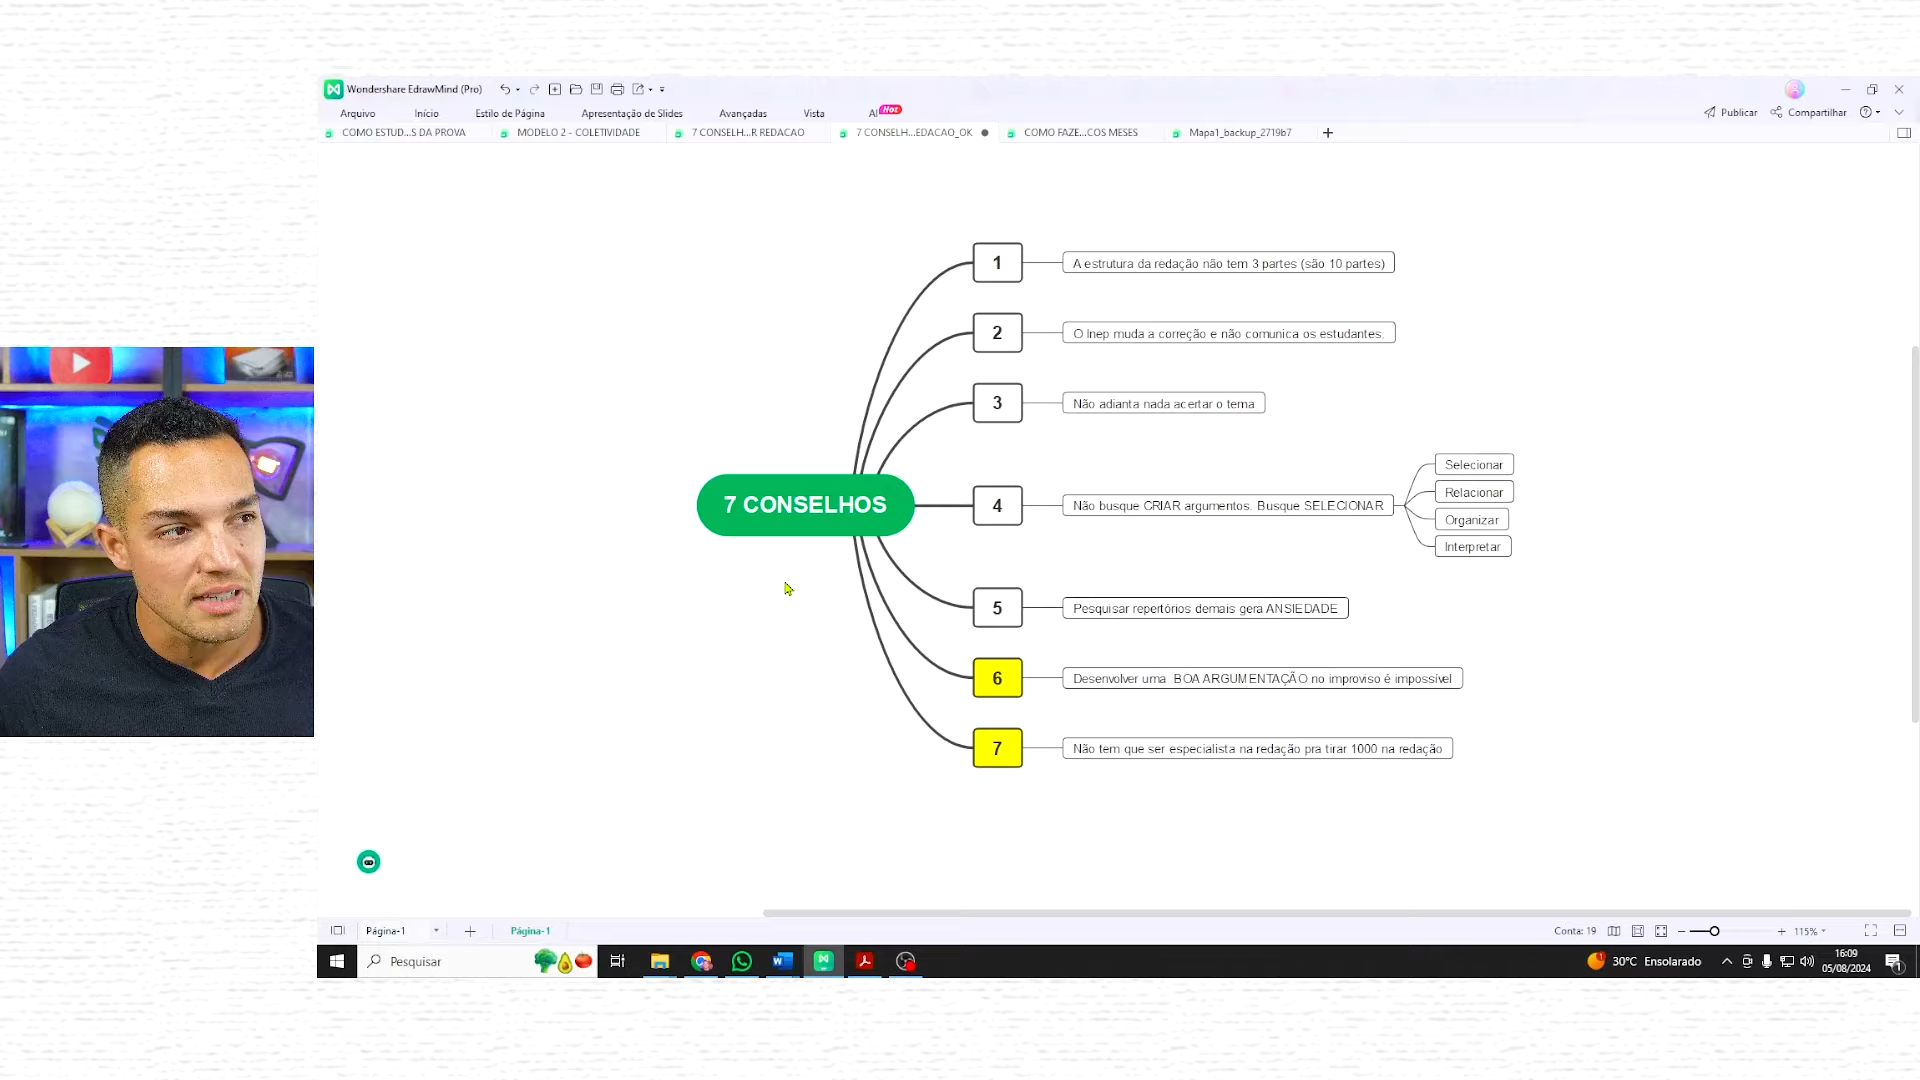 Wondershare EdrawMind (Pro)
Arquivo Início Estilo de Página Apresentação de Slides Avançadas Vista AI Hot
Publicar Compartilhar
COMO ESTUD...S DA PROVA MODELO 2 - COLETIVIDADE 7 CONSELH...R REDACAO 7 CONSELH...EDACAO_OK COMO FAZE...COS MESES Mapa1_backup_2719b7
7 CONSELHOS
1 A estrutura da redação não tem 3 partes (são 10 partes)
2 O Inep muda a correção e não comunica os estudantes.
3 Não adianta nada acertar o tema
4 Não busque CRIAR argumentos. Busque SELECIONAR
Selecionar
Relacionar
Organizar
Interpretar
5 Pesquisar repertórios demais gera ANSIEDADE
6 Desenvolver uma BOA ARGUMENTAÇÃO no improviso é impossível
7 Não tem que ser especialista na redação pra tirar 1000 na redação
Página-1 Página-1 Conta: 19 115%
Pesquisar 30°C Ensolarado
16:09
05/08/2024
1